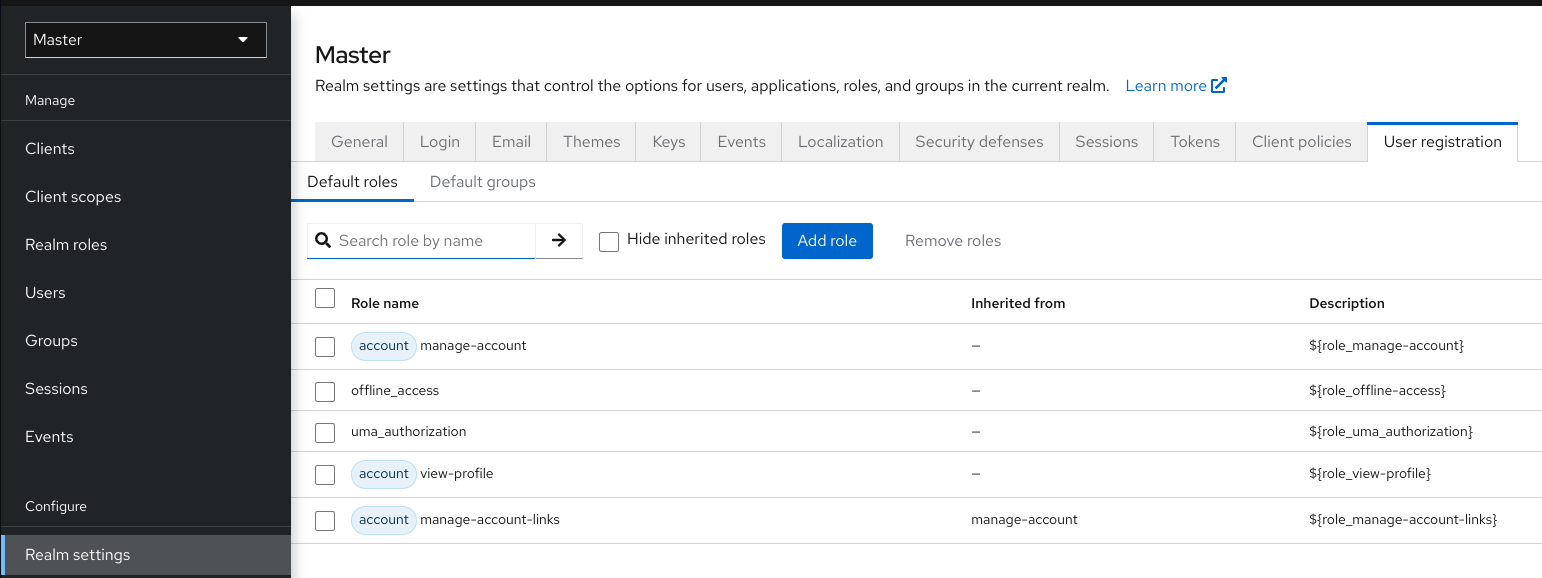 Master
Manage
Clients
Client scopes
Realm roles
Users
Groups
Sessions
Events
Configure
Realm settings
Master
Realm settings are settings that control the options for users, applications, roles, and groups in the current realm. Learn more
General Login Email Themes Keys Events Localization Security defenses Sessions Tokens Client policies User registration
Default roles Default groups
Search role by name Hide inherited roles Add role Remove roles
Role name Inherited from Description
account manage-account – ${role_manage-account}
offline_access – ${role_offline-access}
uma_authorization – ${role_uma_authorization}
account view-profile – ${role_view-profile}
account manage-account-links manage-account ${role_manage-account-links}